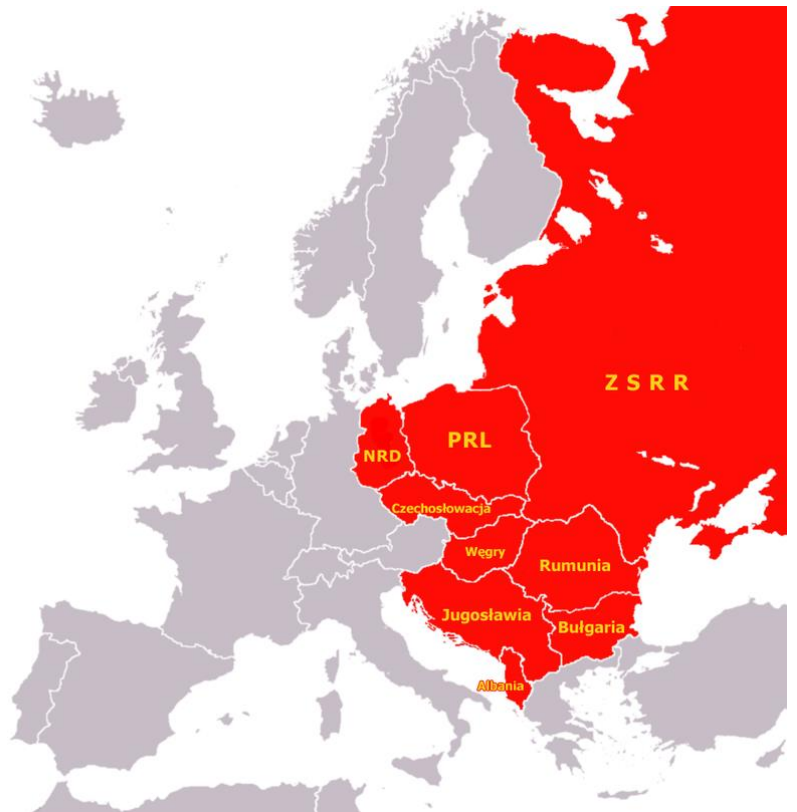 Z S R R
PRL
NRD
Czechosłowacja
Węgry
Rumunia
Jugosławia
Bułgaria
Albania